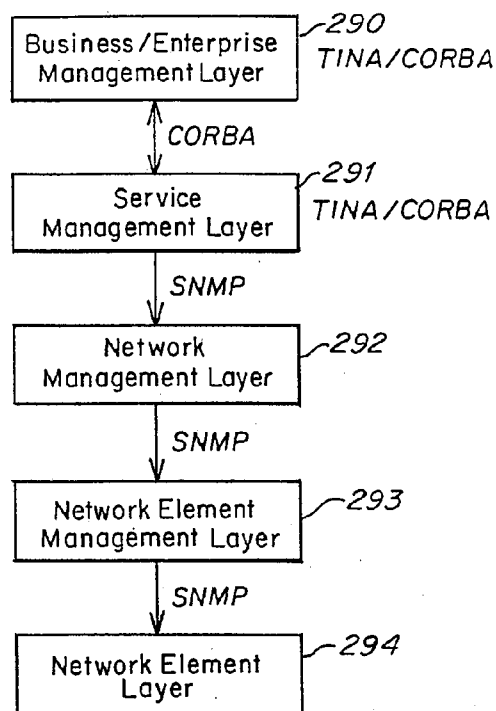 Business/Enterprise
Management Layer
290
TINA/CORBA
CORBA
Service
Management Layer
291
TINA/CORBA
SNMP
Network
Management Layer
292
SNMP
Network Element
Management Layer
293
SNMP
Network Element
Layer
294